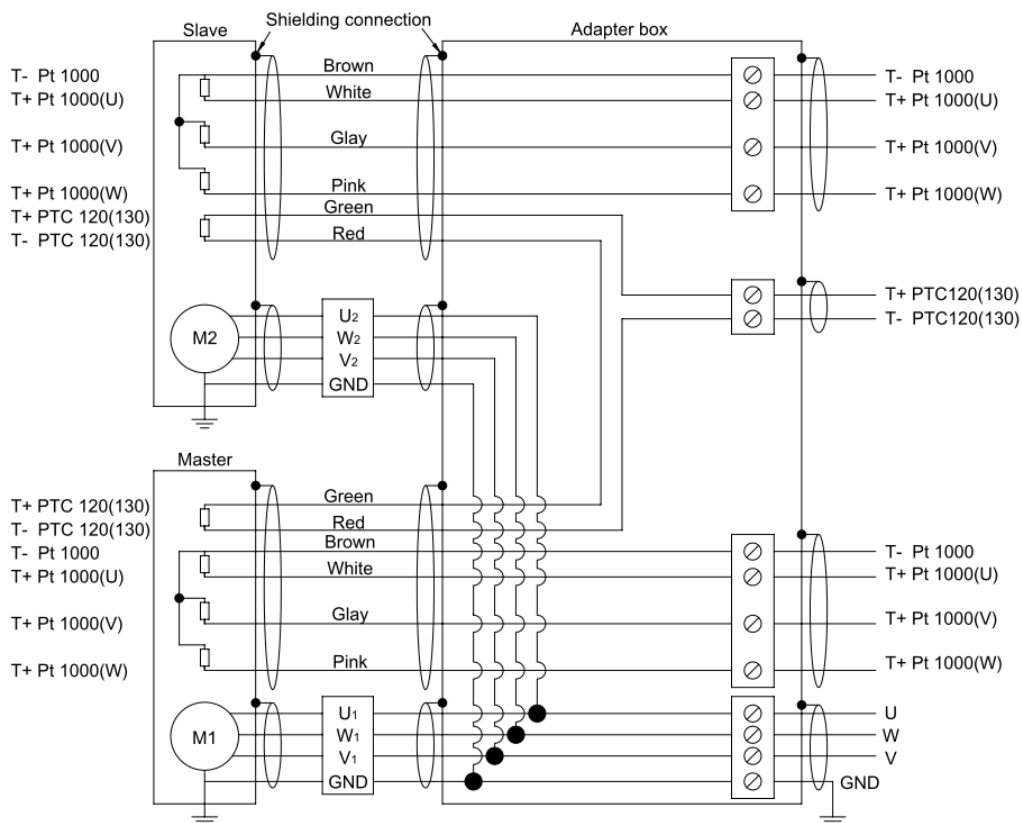 Shielding connection
Slave
Adapter box
T- Pt 1000
Brown
T- Pt 1000
T+ Pt 1000(U)
White
T+ Pt 1000(U)
T+ Pt 1000(V)
Glay
T+ Pt 1000(V)
T+ Pt 1000(W)
Pink
T+ Pt 1000(W)
T+ PTC 120(130)
Green
T- PTC 120(130)
Red
T+ PTC120(130)
T- PTC120(130)
M2
U2
W2
V2
GND
Master
T+ PTC 120(130)
Green
T- PTC 120(130)
Red
T- Pt 1000
Brown
T- Pt 1000
T+ Pt 1000(U)
White
T+ Pt 1000(U)
T+ Pt 1000(V)
Glay
T+ Pt 1000(V)
T+ Pt 1000(W)
Pink
T+ Pt 1000(W)
M1
U1
U
W1
W
V1
V
GND
GND